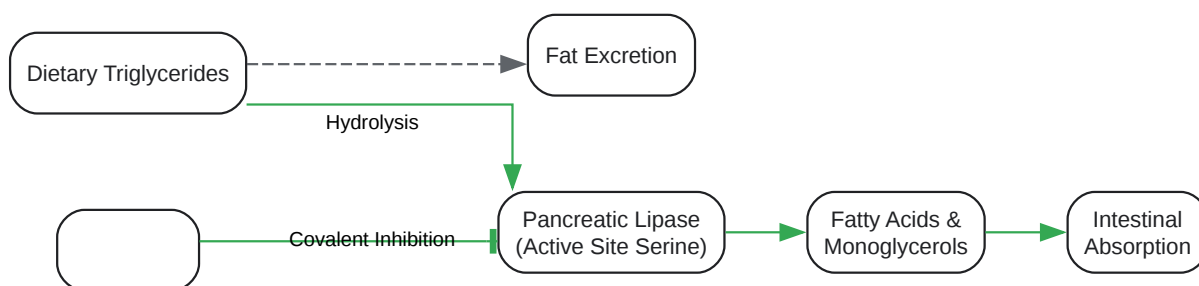 Dietary Triglycerides
Fat Excretion
Hydrolysis
Covalent Inhibition
Pancreatic Lipase
(Active Site Serine)
Fatty Acids &
Monoglycerols
Intestinal
Absorption